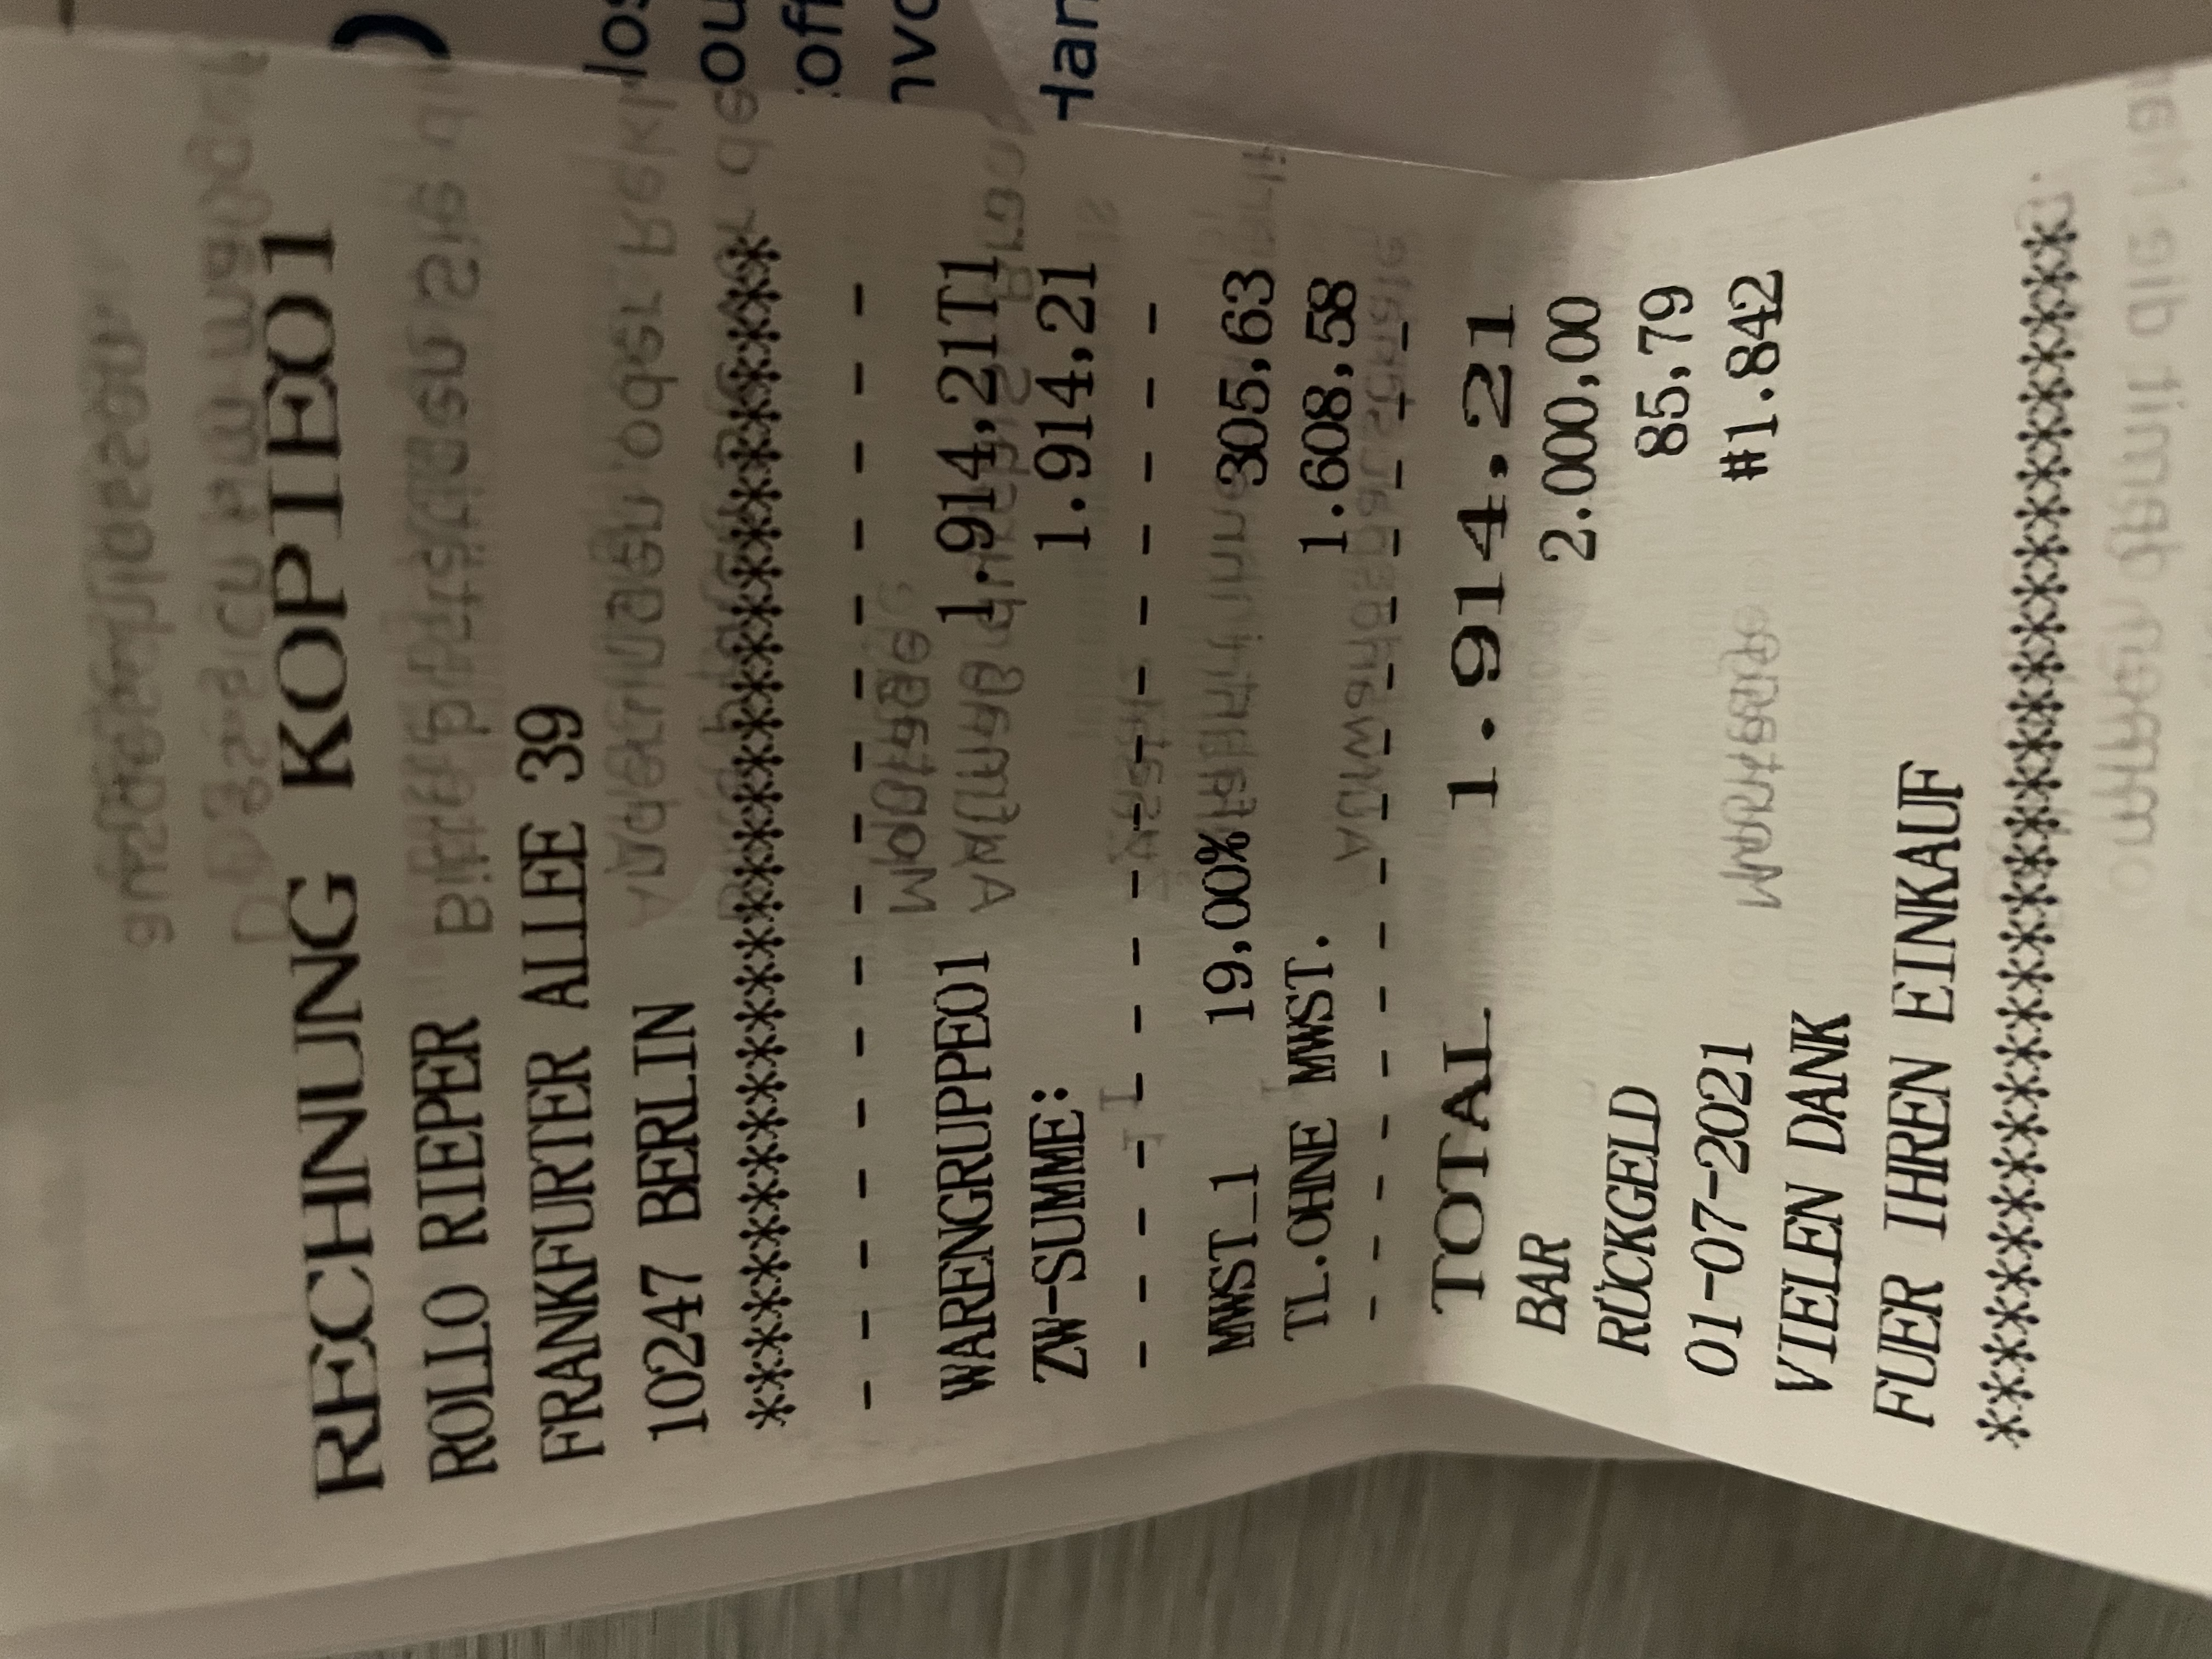 RECHNUNG KOPIE01
ROLLO RIEPER
FRANKFURTER ALLEE 39
10247 BERLIN
********************************
- - - - - - - - - - - - - - -
WARENGRUPPE01 1.914,21T1
ZW-SUMME: 1.914,21
- - - - - - - - - - - - - - -
MWST_1 19,00% 305,63
TL.OHNE MWST. 1.608,58
- - - - - - - - - - - - - - -
TOTAL 1.914,21
BAR 2.000,00
RÜCKGELD 85,79
01-07-2021 #1.842
VIELEN DANK
FUER IHREN EINKAUF
********************************